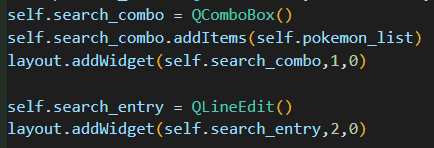 self.search_combo = QComboBox()
self.search_combo.addItems(self.pokemon_list)
layout.addWidget(self.search_combo,1,0)
self.search_entry = QLineEdit()
layout.addWidget(self.search_entry,2,0)